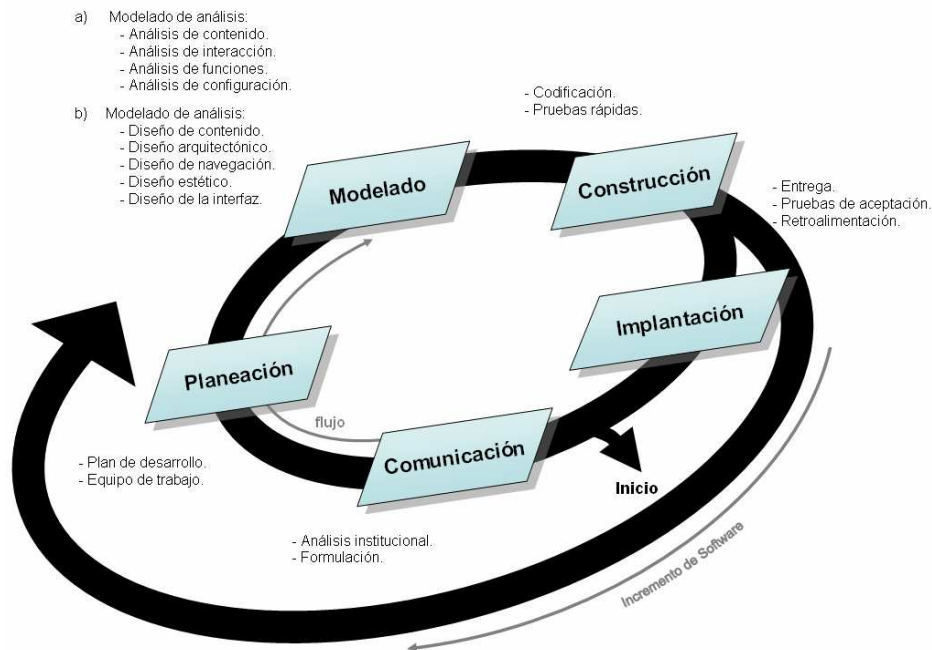 a) Modelado de análisis:
- Análisis de contenido.
- Análisis de interacción.
- Análisis de funciones.
- Análisis de configuración.
b) Modelado de análisis:
- Diseño de contenido.
- Diseño arquitectónico.
- Diseño de navegación.
- Diseño estético.
- Diseño de la interfaz.
- Codificación.
- Pruebas rápidas.
Modelado
Construcción
- Entrega.
- Pruebas de aceptación.
- Retroalimentación.
Implantación
Planeación
flujo
Comunicación
- Plan de desarrollo.
- Equipo de trabajo.
Inicio
- Análisis institucional.
- Formulación.
Incremento de Software